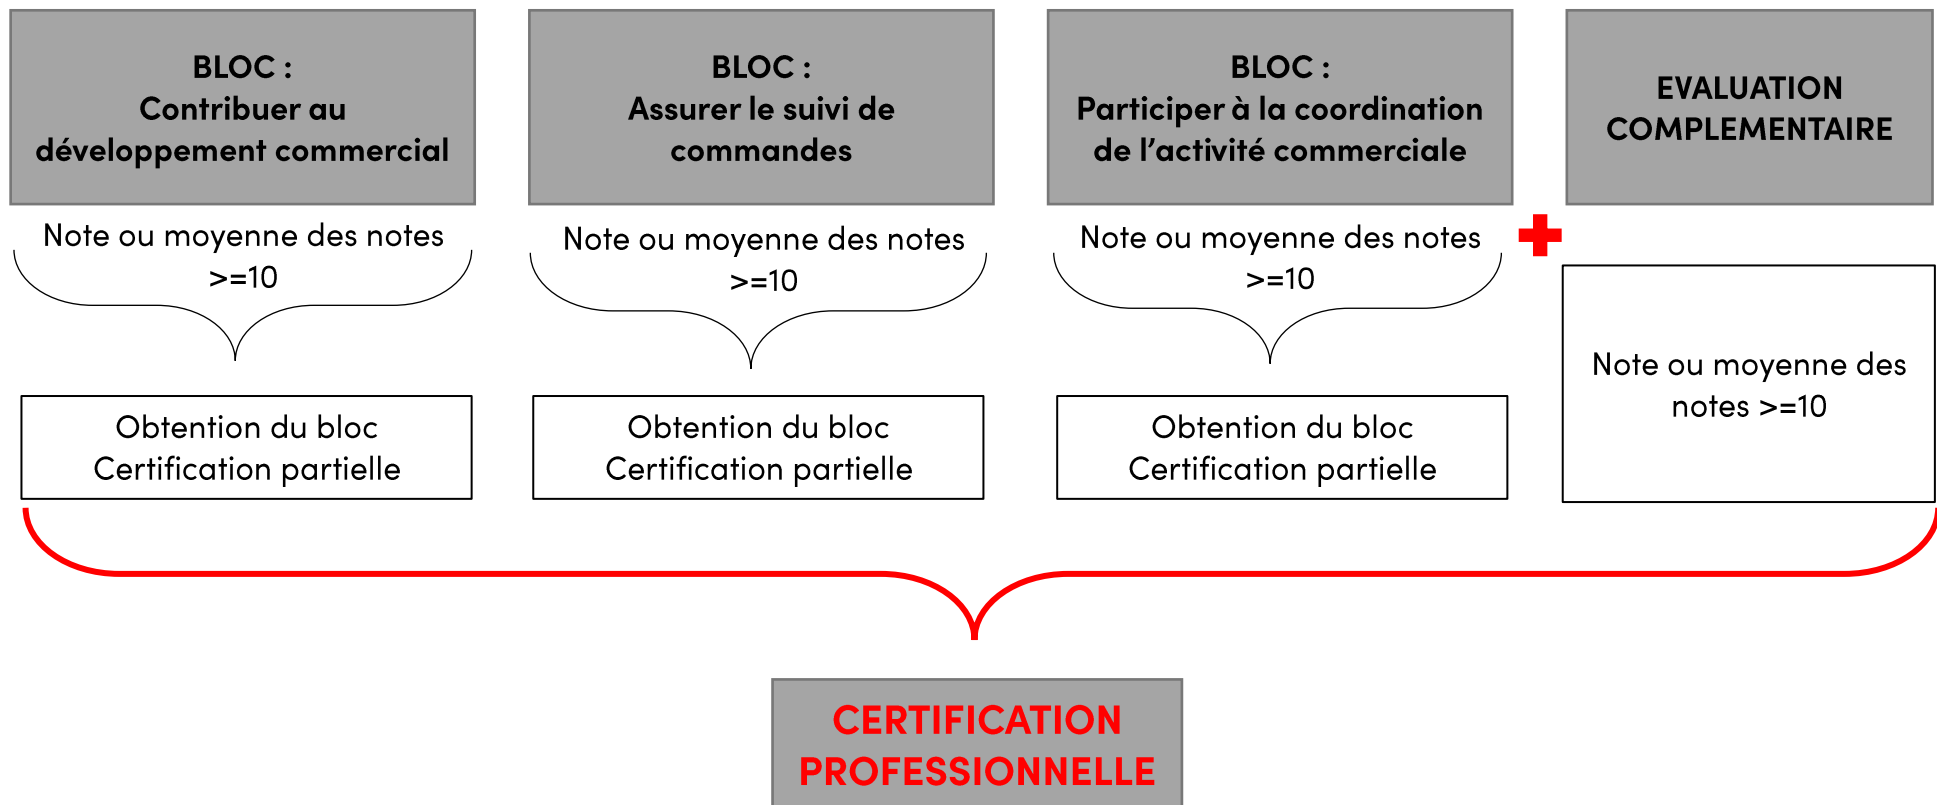 BLOC :
Contribuer au
développement commercial
Note ou moyenne des notes
>=10
Obtention du bloc
Certification partielle
BLOC :
Assurer le suivi de
commandes
Note ou moyenne des notes
>=10
Obtention du bloc
Certification partielle
BLOC :
Participer à la coordination
de l’activité commerciale
Note ou moyenne des notes
>=10
Obtention du bloc
Certification partielle
EVALUATION
COMPLEMENTAIRE
Note ou moyenne des
notes >=10
CERTIFICATION
PROFESSIONNELLE